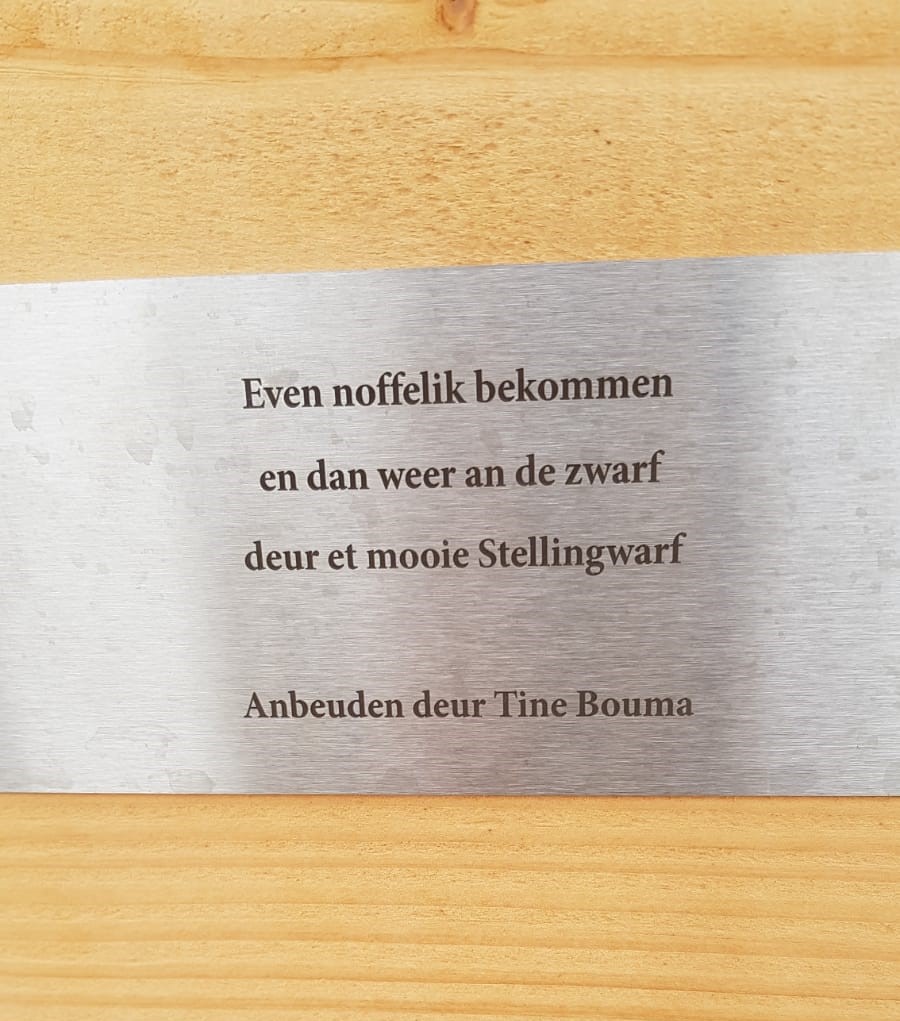 Even noffelik bekommen
en dan weer an de zwarf
deur et mooie Stellingwarf
Anbeuden deur Tine Bouma